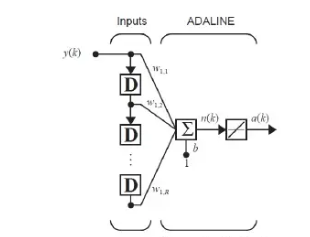 Inputs ADALINE
y(k)
w1,1
D
w1,2
n(k) a(k)
Σ
D
b
1
D
w1,R